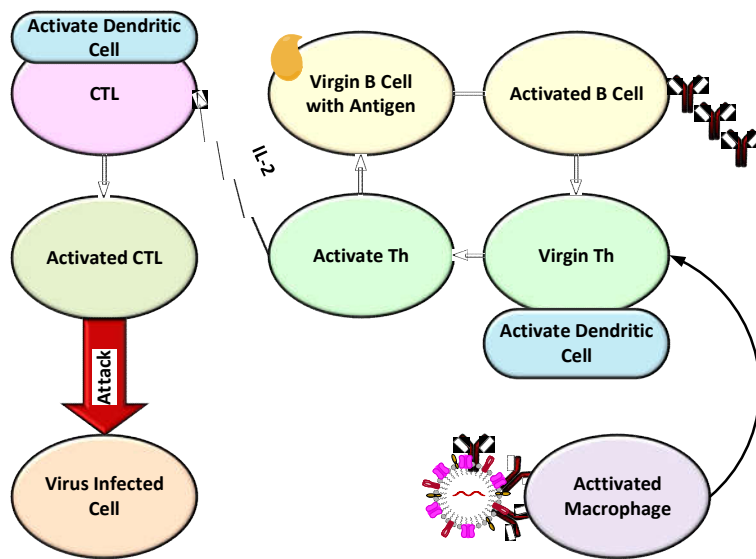 Activate Dendritic
Cell
CTL
Virgin B Cell
with Antigen
Activated B Cell
IL-2
Activated CTL
Activate Th
Virgin Th
Activate Dendritic
Cell
Attack
Virus Infected
Cell
Acttivated
Macrophage